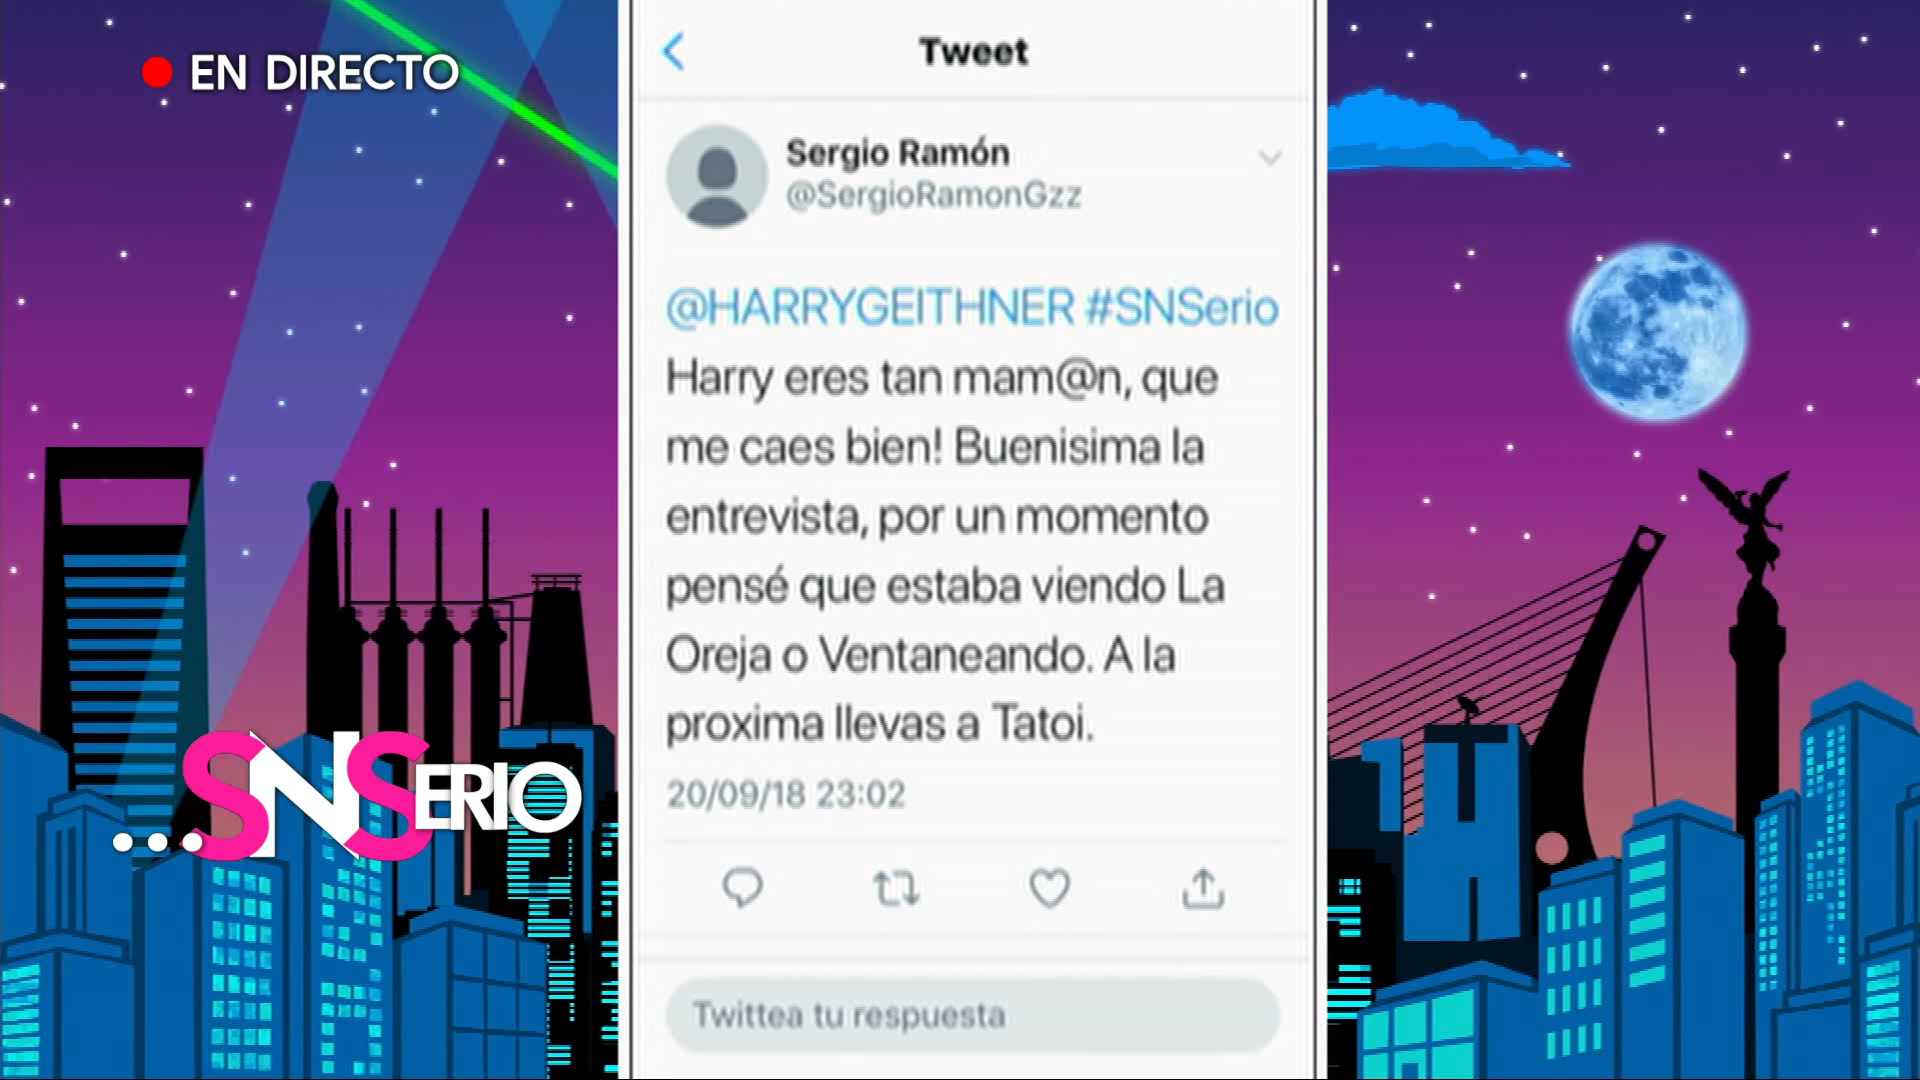 EN DIRECTO
Tweet
Sergio Ramón
@SergioRamonGzz
@HARRYGEITHNER #SNSerio
Harry eres tan mam@n, que
me caes bien! Buenisima la
entrevista, por un momento
pensé que estaba viendo La
Oreja o Ventaneando. A la
proxima llevas a Tatoi.
20/09/18 23:02
Twittea tu respuesta
...SNSERIO